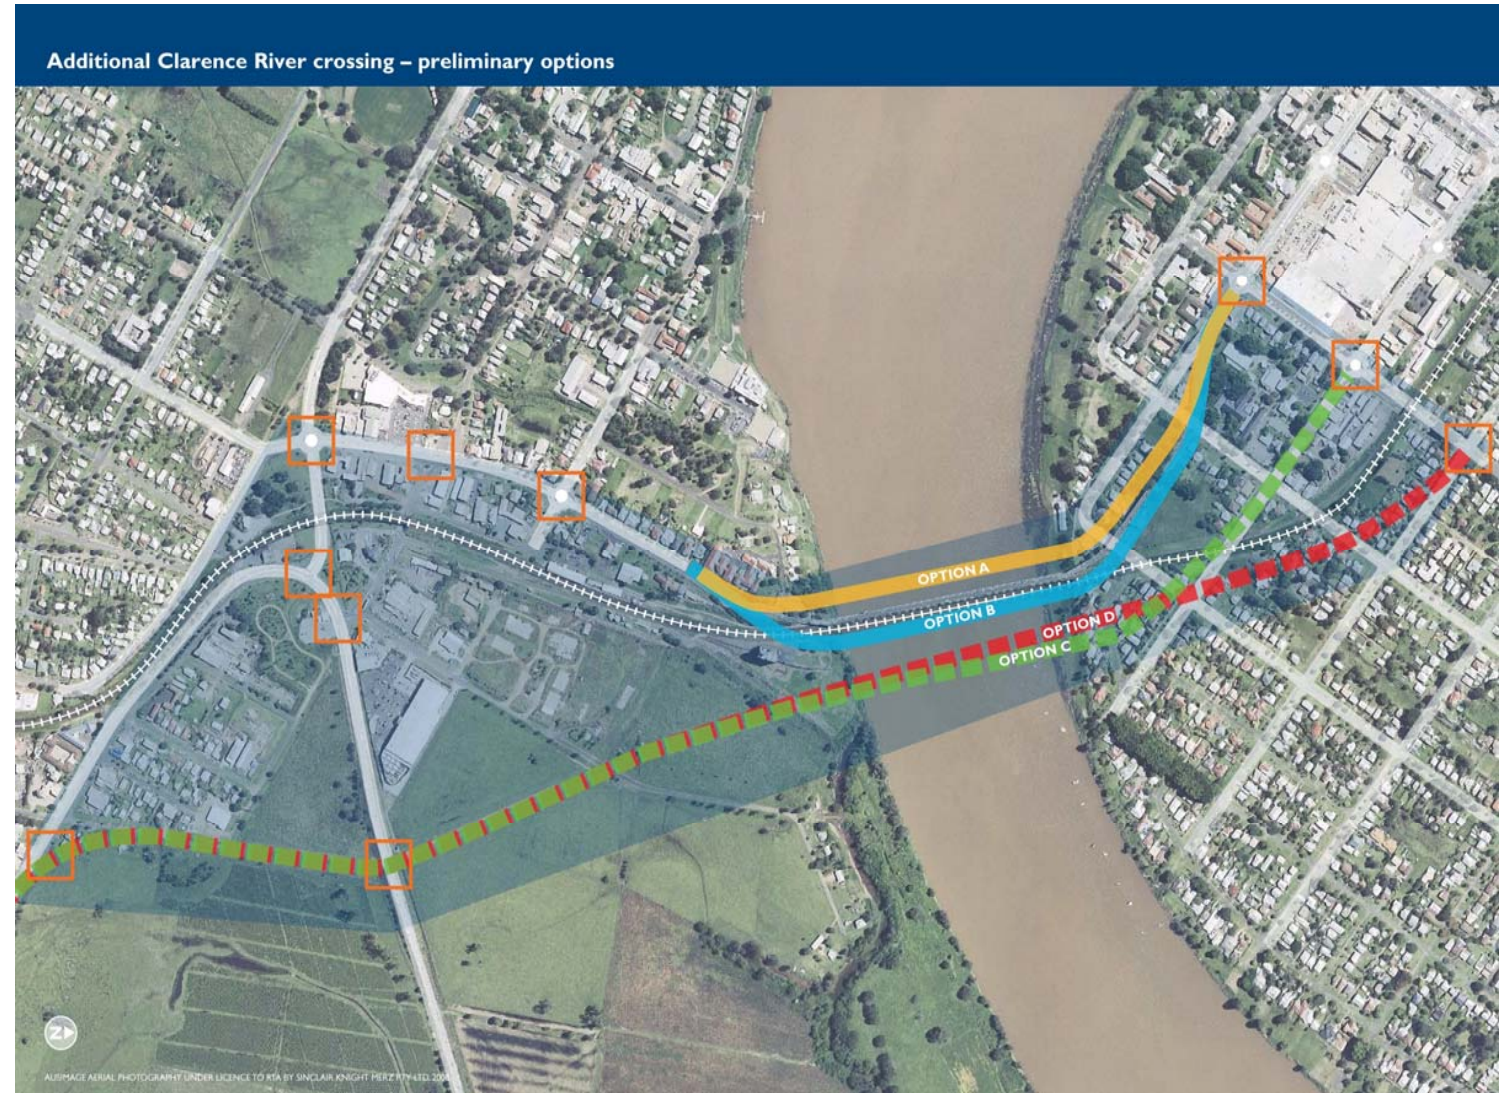 Additional Clarence River crossing – preliminary options
OPTION A
OPTION B
OPTION D
OPTION C
Z
AUSIMAGE AERIAL PHOTOGRAPHY UNDER LICENCE TO RTA BY SINCLAIR KNIGHT MERZ PTY LTD